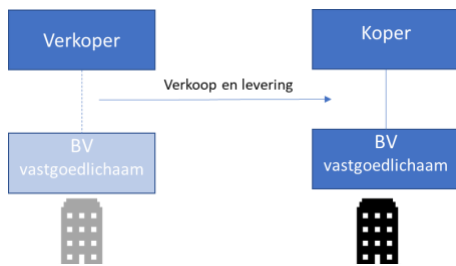 Verkoper
Koper
Verkoop en levering
BV
vastgoedlichaam
BV
vastgoedlichaam